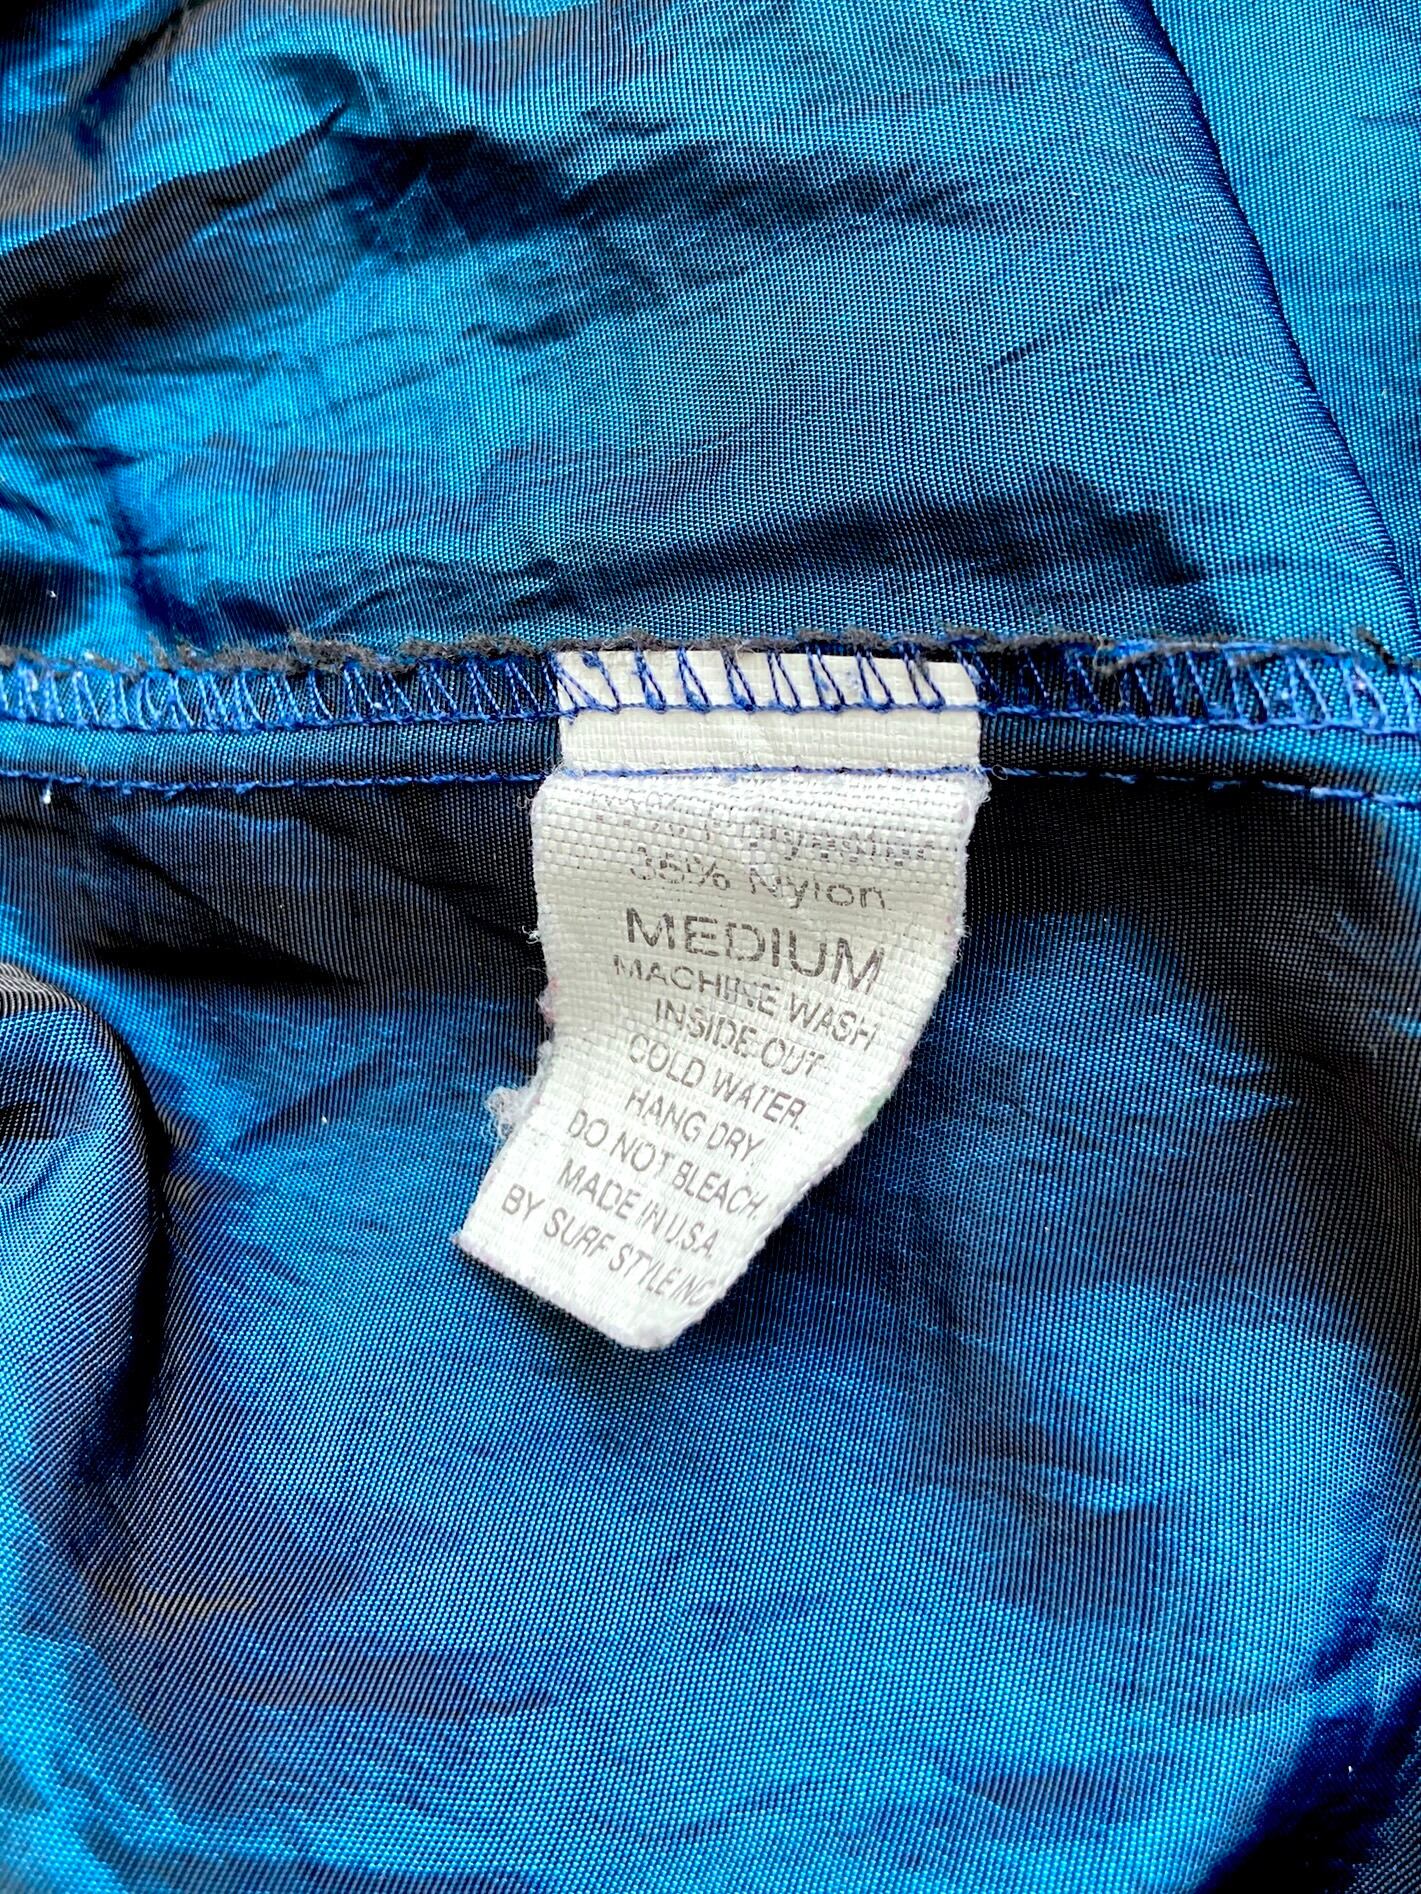 35% Nylon
MEDIUM
MACHINE WASH
INSIDE OUT
COLD WATER.
HANG DRY.
DO NOT BLEACH.
MADE IN U.S.A.
BY SURF STYLE INC